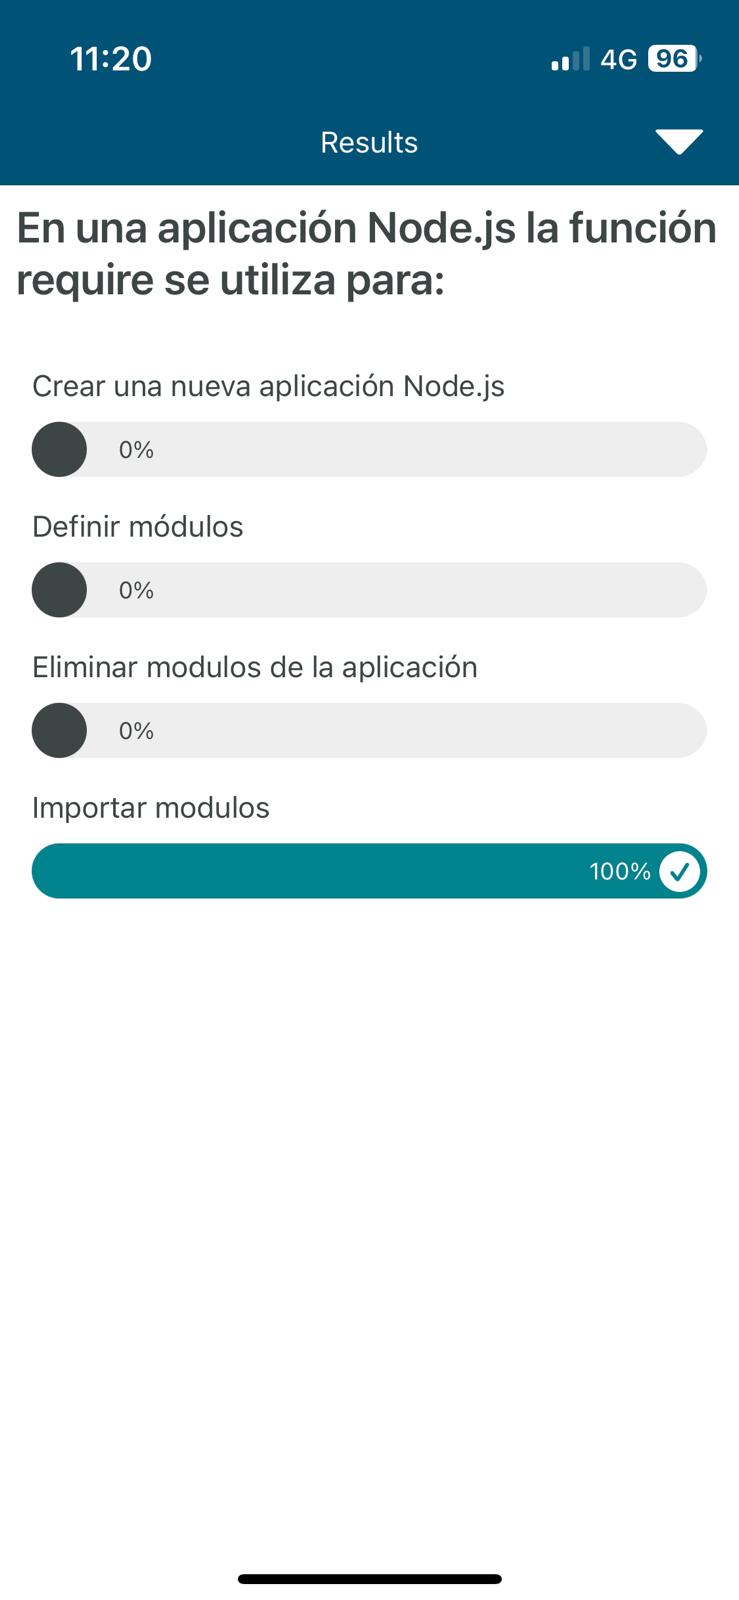 11:20
4G 96
Results
En una aplicación Node.js la función
require se utiliza para:
Crear una nueva aplicación Node.js
0%
Definir módulos
0%
Eliminar modulos de la aplicación
0%
Importar modulos
100%